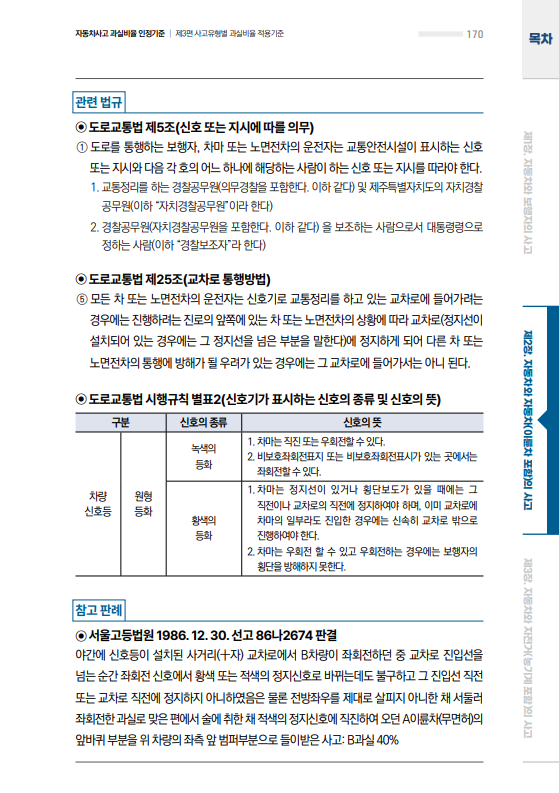 자동차사고 과실비율 인정기준 | 제3편 사고유형별 과실비율 적용기준
170
목차
관련 법규
◉ 도로교통법 제5조(신호 또는 지시에 따를 의무)
① 도로를 통행하는 보행자, 차마 또는 노면전차의 운전자는 교통안전시설이 표시하는 신호
또는 지시와 다음 각 호의 어느 하나에 해당하는 사람이 하는 신호 또는 지시를 따라야 한다.
1. 교통정리를 하는 경찰공무원(의무경찰을 포함한다. 이하 같다) 및 제주특별자치도의 자치경찰
공무원(이하 “자치경찰공무원”이라 한다)
2. 경찰공무원(자치경찰공무원을 포함한다. 이하 같다) 을 보조하는 사람으로서 대통령령으로
정하는 사람(이하 “경찰보조자”라 한다)
◉ 도로교통법 제25조(교차로 통행방법)
⑤ 모든 차 또는 노면전차의 운전자는 신호기로 교통정리를 하고 있는 교차로에 들어가려는
경우에는 진행하려는 진로의 앞쪽에 있는 차 또는 노면전차의 상황에 따라 교차로(정지선이
설치되어 있는 경우에는 그 정지선을 넘은 부분을 말한다)에 정지하게 되어 다른 차 또는
노면전차의 통행에 방해가 될 우려가 있는 경우에는 그 교차로에 들어가서는 아니 된다.
◉ 도로교통법 시행규칙 별표2(신호기가 표시하는 신호의 종류 및 신호의 뜻)
구분 신호의 종류 신호의 뜻
차량
신호등
원형
등화
녹색의
등화
1. 차마는 직진 또는 우회전할 수 있다.
2. 비보호좌회전표지 또는 비보호좌회전표시가 있는 곳에서는
좌회전할 수 있다.
황색의
등화
1. 차마는 정지선이 있거나 횡단보도가 있을 때에는 그
직전이나 교차로의 직전에 정지하여야 하며, 이미 교차로에
차마의 일부라도 진입한 경우에는 신속히 교차로 밖으로
진행하여야 한다.
2. 차마는 우회전 할 수 있고 우회전하는 경우에는 보행자의
횡단을 방해하지 못한다.
참고 판례
◉ 서울고등법원 1986. 12. 30. 선고 86나2674 판결
야간에 신호등이 설치된 사거리(十자) 교차로에서 B차량이 좌회전하던 중 교차로 진입선을
넘는 순간 좌회전 신호에서 황색 또는 적색의 정지신호로 바뀌는데도 불구하고 그 진입선 직전
또는 교차로 직전에 정지하지 아니하였음은 물론 전방좌우를 제대로 살피지 아니한 채 서둘러
좌회전한 과실로 맞은 편에서 술에 취한 채 적색의 정지신호에 직진하여 오던 A이륜차(무면허)의
앞바퀴 부분을 위 차량의 좌측 앞 범퍼부분으로 들이받은 사고: B과실 40%
제1장. 자동차와 보행자의 사고
제2장. 자동차와 자동차(이륜차 포함)의 사고
제3장. 자동차와 자전거(농기계 포함)의 사고